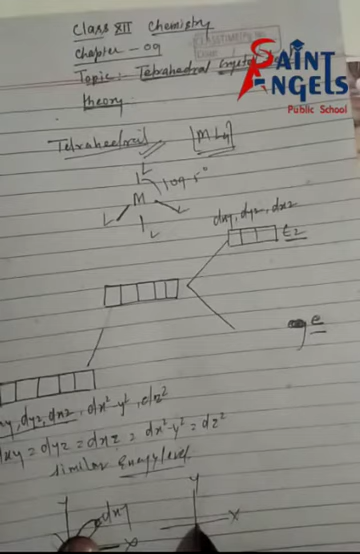 Class XII Chemistry
Chapter - 09
Topic: Tetrahedral Crystal
theory
SAINT
ANGELS
Public School
Tetrahedral [ML4]
L
109.5°
M
L L
L
dxy, dyz, dxz
t2
e
dxy, dyz, dxz, dx²-y², dz²
dxy = dyz = dxz = dx²-y² = dz²
Similar Energy level
Y Y
dxy
X X